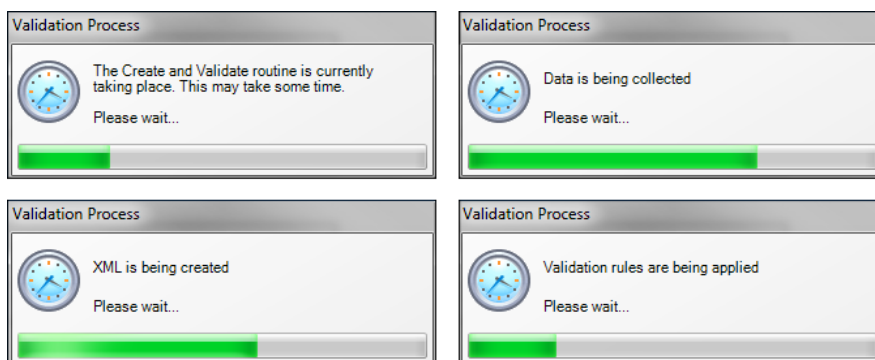 Validation Process
The Create and Validate routine is currently
taking place. This may take some time.
Please wait...
Validation Process
Data is being collected
Please wait...
Validation Process
XML is being created
Please wait...
Validation Process
Validation rules are being applied
Please wait...